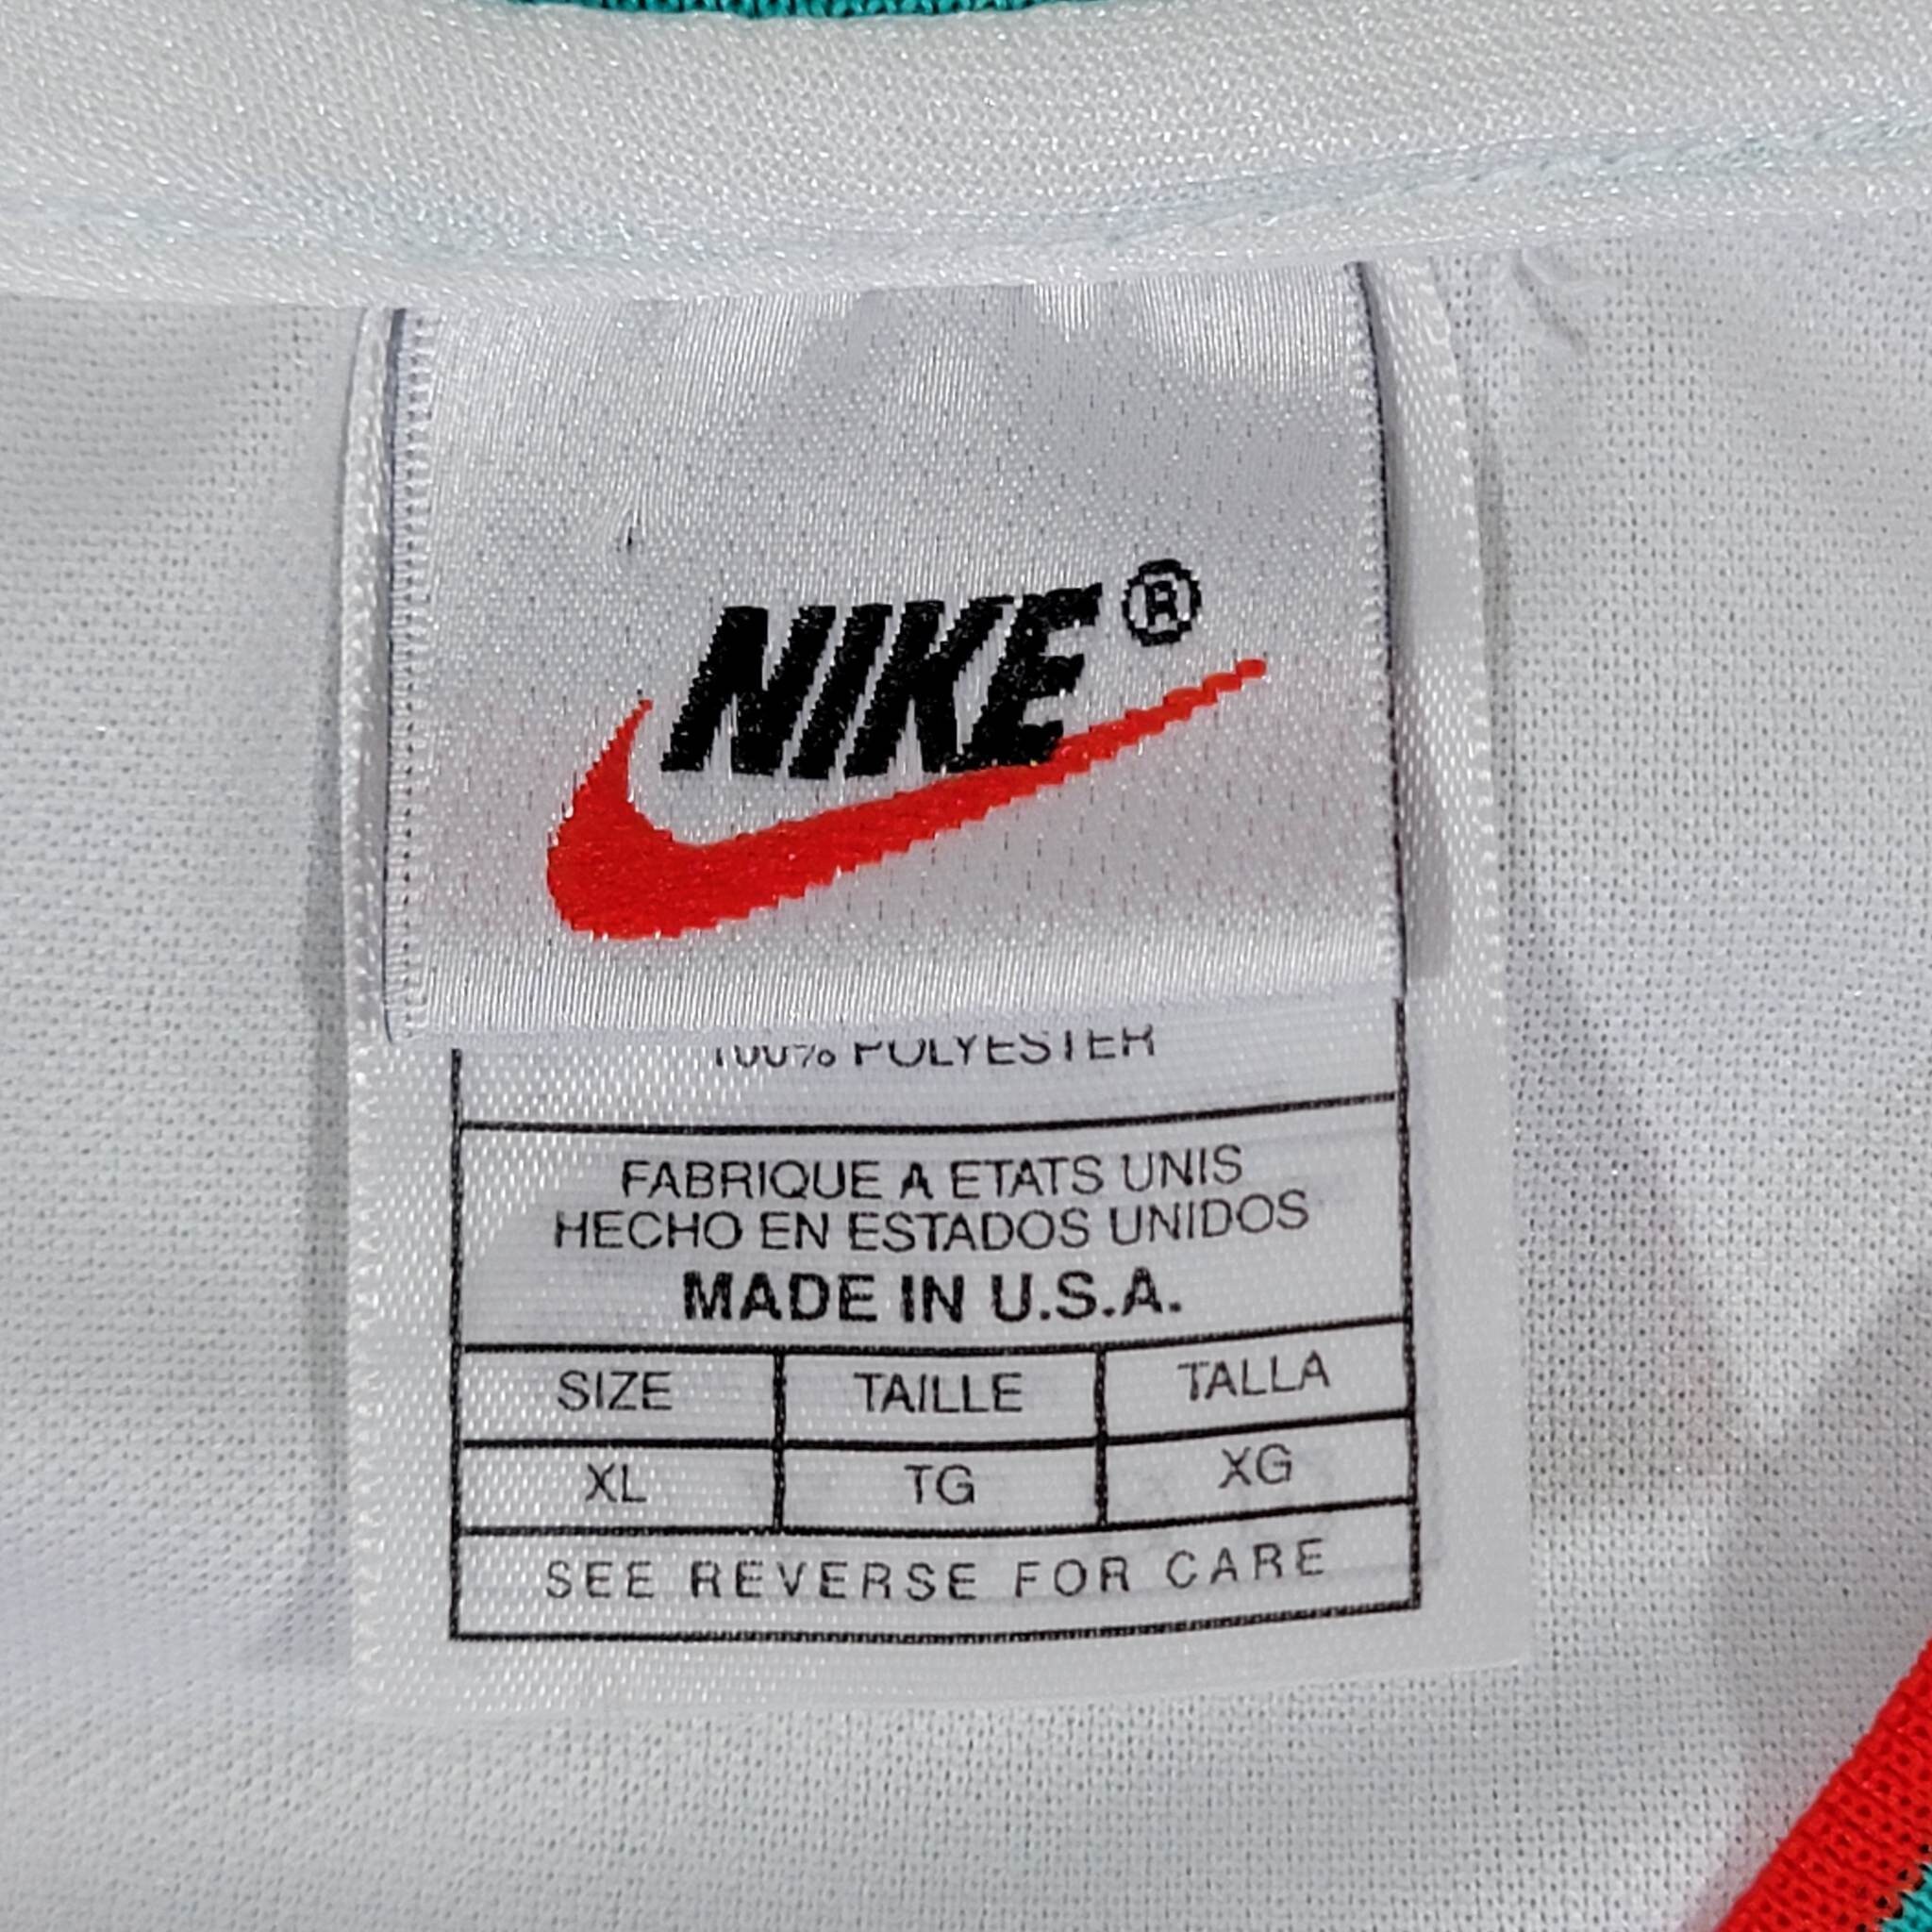 NIKE®
100% POLYESTER
FABRIQUE A ETATS UNIS
HECHO EN ESTADOS UNIDOS
MADE IN U.S.A.
SIZE TAILLE TALLA
XL TG XG
SEE REVERSE FOR CARE